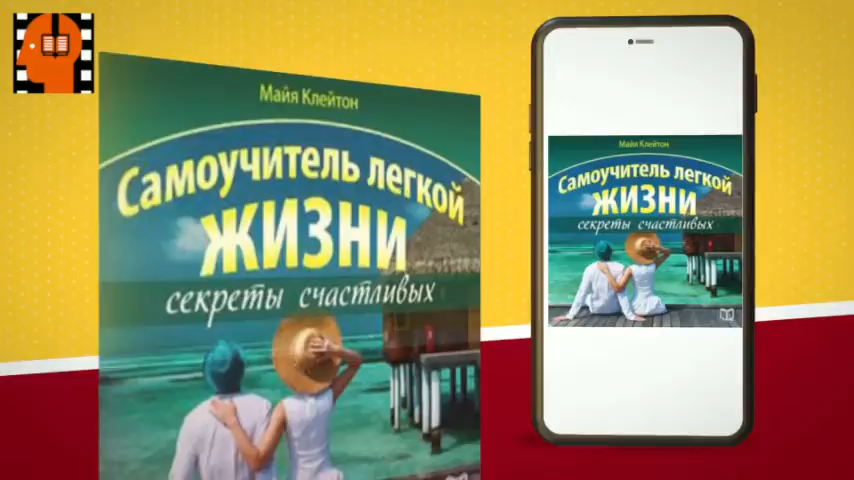 Майя Клейтон
Самоучитель легкой
жизни
секреты счастливых
Майя Клейтон
Самоучитель легкой
жизни
секреты счастливых